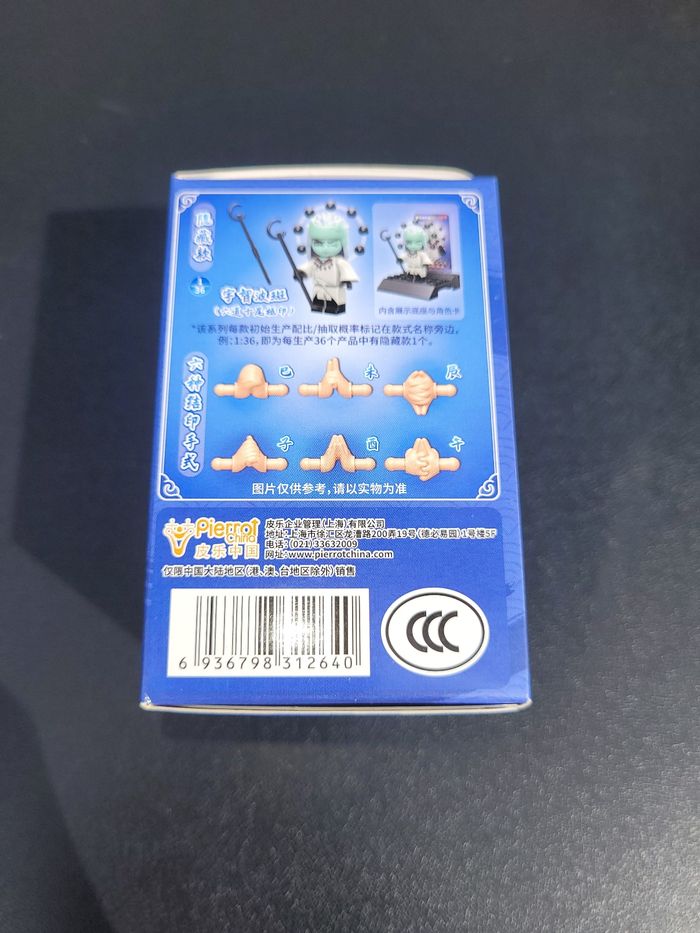 隐藏款
1
36
宇智波斑
(六道十尾融印)
内含展示底座与角色卡
*该系列每款初始生产配比/抽取概率标记在款式名称旁边,
例:1:36,即为每生产36个产品中有隐藏款1个。
六种结印手式
巳
未
辰
子
酉
午
图片仅供参考,请以实物为准
Pierrot
China
皮乐中国
皮乐企业管理(上海)有限公司
地址:上海市徐汇区龙漕路200弄19号(德必易园)1号楼5F
电话:(021)33632009
网址:www.pierrotchina.com
仅限中国大陆地区(港、澳、台地区除外)销售
6 936798 312640
CCC